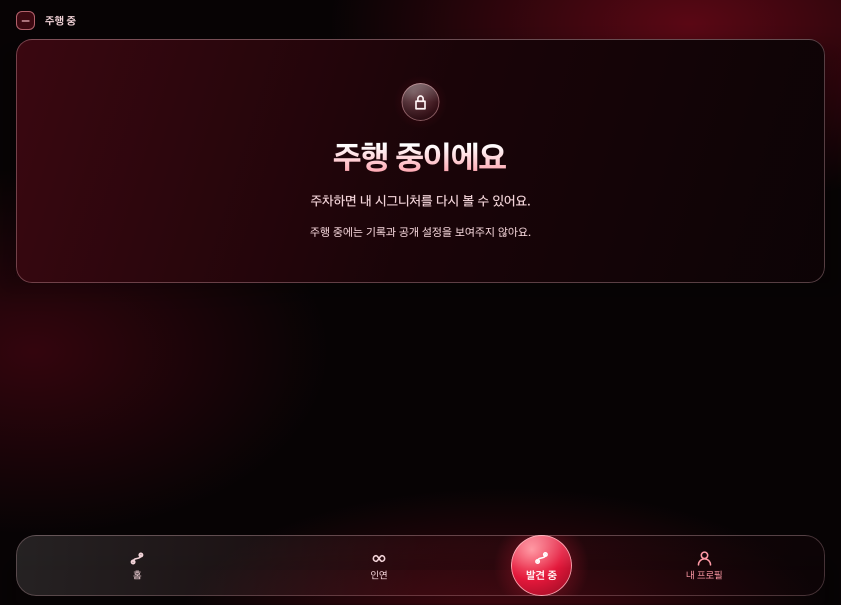 주행 중
주행 중이에요
주차하면 내 시그니처를 다시 볼 수 있어요.
주행 중에는 기록과 공개 설정을 보여주지 않아요.
홈
인연
발견 중
내 프로필